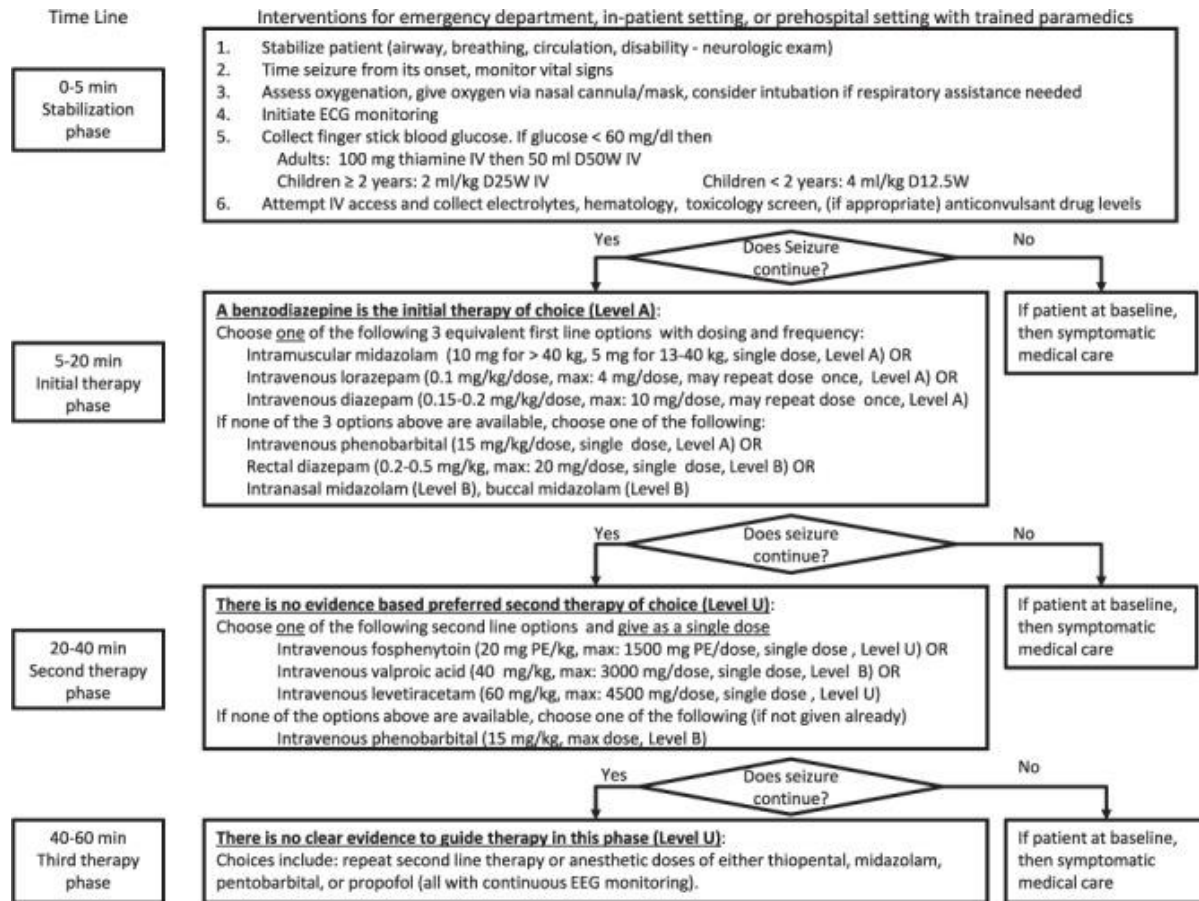 Time Line
Interventions for emergency department, in-patient setting, or prehospital setting with trained paramedics
0-5 min
Stabilization
phase
1. Stabilize patient (airway, breathing, circulation, disability - neurologic exam)
2. Time seizure from its onset, monitor vital signs
3. Assess oxygenation, give oxygen via nasal cannula/mask, consider intubation if respiratory assistance needed
4. Initiate ECG monitoring
5. Collect finger stick blood glucose. If glucose < 60 mg/dl then
Adults: 100 mg thiamine IV then 50 ml D50W IV
Children ≥ 2 years: 2 ml/kg D25W IV Children < 2 years: 4 ml/kg D12.5W
6. Attempt IV access and collect electrolytes, hematology, toxicology screen, (if appropriate) anticonvulsant drug levels
Yes
Does Seizure
continue?
No
5-20 min
Initial therapy
phase
A benzodiazepine is the initial therapy of choice (Level A):
Choose one of the following 3 equivalent first line options with dosing and frequency:
Intramuscular midazolam (10 mg for > 40 kg, 5 mg for 13-40 kg, single dose, Level A) OR
Intravenous lorazepam (0.1 mg/kg/dose, max: 4 mg/dose, may repeat dose once, Level A) OR
Intravenous diazepam (0.15-0.2 mg/kg/dose, max: 10 mg/dose, may repeat dose once, Level A)
If none of the 3 options above are available, choose one of the following:
Intravenous phenobarbital (15 mg/kg/dose, single dose, Level A) OR
Rectal diazepam (0.2-0.5 mg/kg, max: 20 mg/dose, single dose, Level B) OR
Intranasal midazolam (Level B), buccal midazolam (Level B)
If patient at baseline,
then symptomatic
medical care
Yes
Does seizure
continue?
No
20-40 min
Second therapy
phase
There is no evidence based preferred second therapy of choice (Level U):
Choose one of the following second line options and give as a single dose
Intravenous fosphenytoin (20 mg PE/kg, max: 1500 mg PE/dose, single dose , Level U) OR
Intravenous valproic acid (40 mg/kg, max: 3000 mg/dose, single dose, Level B) OR
Intravenous levetiracetam (60 mg/kg, max: 4500 mg/dose, single dose , Level U)
If none of the options above are available, choose one of the following (if not given already)
Intravenous phenobarbital (15 mg/kg, max dose, Level B)
If patient at baseline,
then symptomatic
medical care
Yes
Does seizure
continue?
No
40-60 min
Third therapy
phase
There is no clear evidence to guide therapy in this phase (Level U):
Choices include: repeat second line therapy or anesthetic doses of either thiopental, midazolam,
pentobarbital, or propofol (all with continuous EEG monitoring).
If patient at baseline,
then symptomatic
medical care